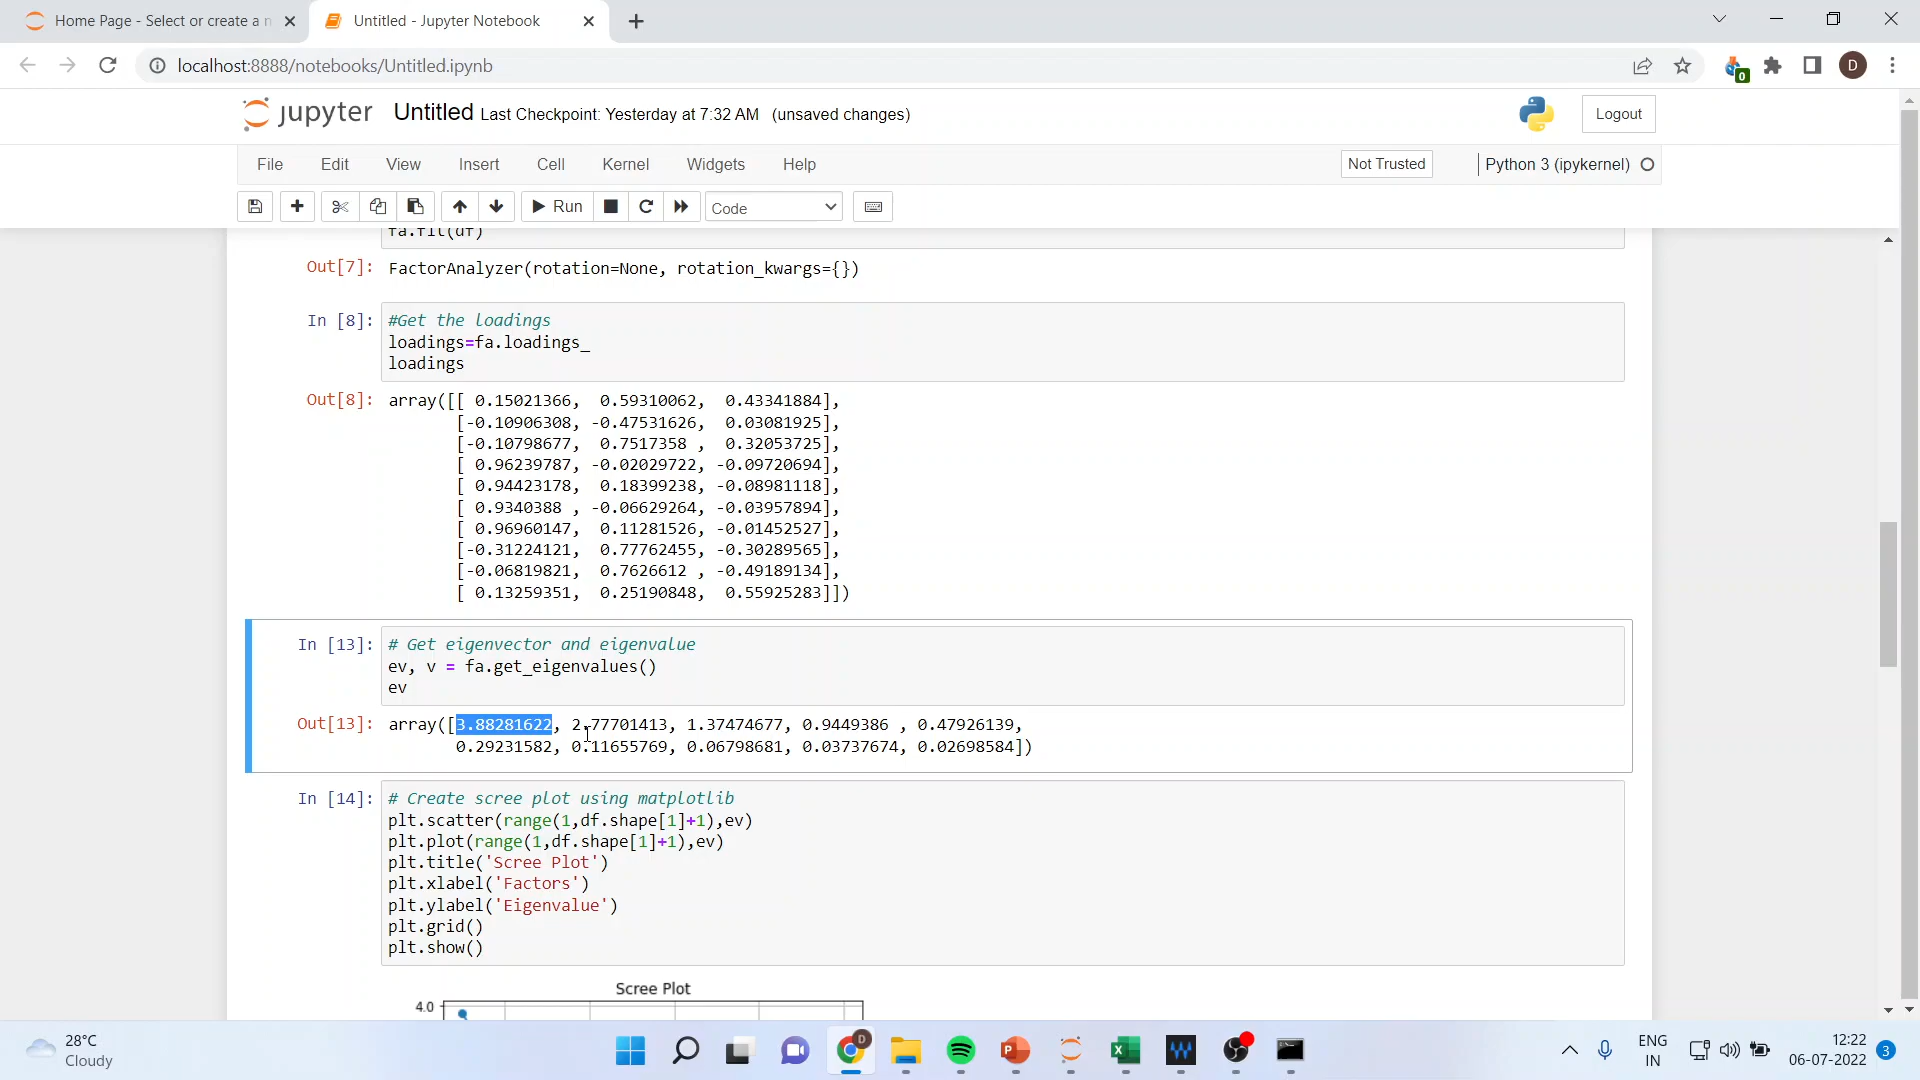 Home Page - Select or create a n
Untitled - Jupyter Notebook
localhost:8888/notebooks/Untitled.ipynb
0
D
jupyter Untitled Last Checkpoint: Yesterday at 7:32 AM (unsaved changes)
Logout
File Edit View Insert Cell Kernel Widgets Help
Not Trusted
Python 3 (ipykernel)
Run
Code
fa.fit(df)
Out[7]: FactorAnalyzer(rotation=None, rotation_kwargs={})
In [8]: #Get the loadings
loadings=fa.loadings_
loadings
Out[8]: array([[ 0.15021366, 0.59310062, 0.43341884],
[-0.10906308, -0.47531626, 0.03081925],
[-0.10798677, 0.7517358 , 0.32053725],
[ 0.96239787, -0.02029722, -0.09720694],
[ 0.94423178, 0.18399238, -0.08981118],
[ 0.9340388 , -0.06629264, -0.03957894],
[ 0.96960147, 0.11281526, -0.01452527],
[-0.31224121, 0.77762455, -0.30289565],
[-0.06819821, 0.7626612 , -0.49189134],
[ 0.13259351, 0.25190848, 0.55925283]])
In [13]: # Get eigenvector and eigenvalue
ev, v = fa.get_eigenvalues()
ev
Out[13]: array([3.88281622, 2.77701413, 1.37474677, 0.9449386 , 0.47926139,
0.29231582, 0.11655769, 0.06798681, 0.03737674, 0.02698584])
In [14]: # Create scree plot using matplotlib
plt.scatter(range(1,df.shape[1]+1),ev)
plt.plot(range(1,df.shape[1]+1),ev)
plt.title('Scree Plot')
plt.xlabel('Factors')
plt.ylabel('Eigenvalue')
plt.grid()
plt.show()
Scree Plot
4.0
28°C
Cloudy
D
P
X
ENG
IN
12:22
06-07-2022
3